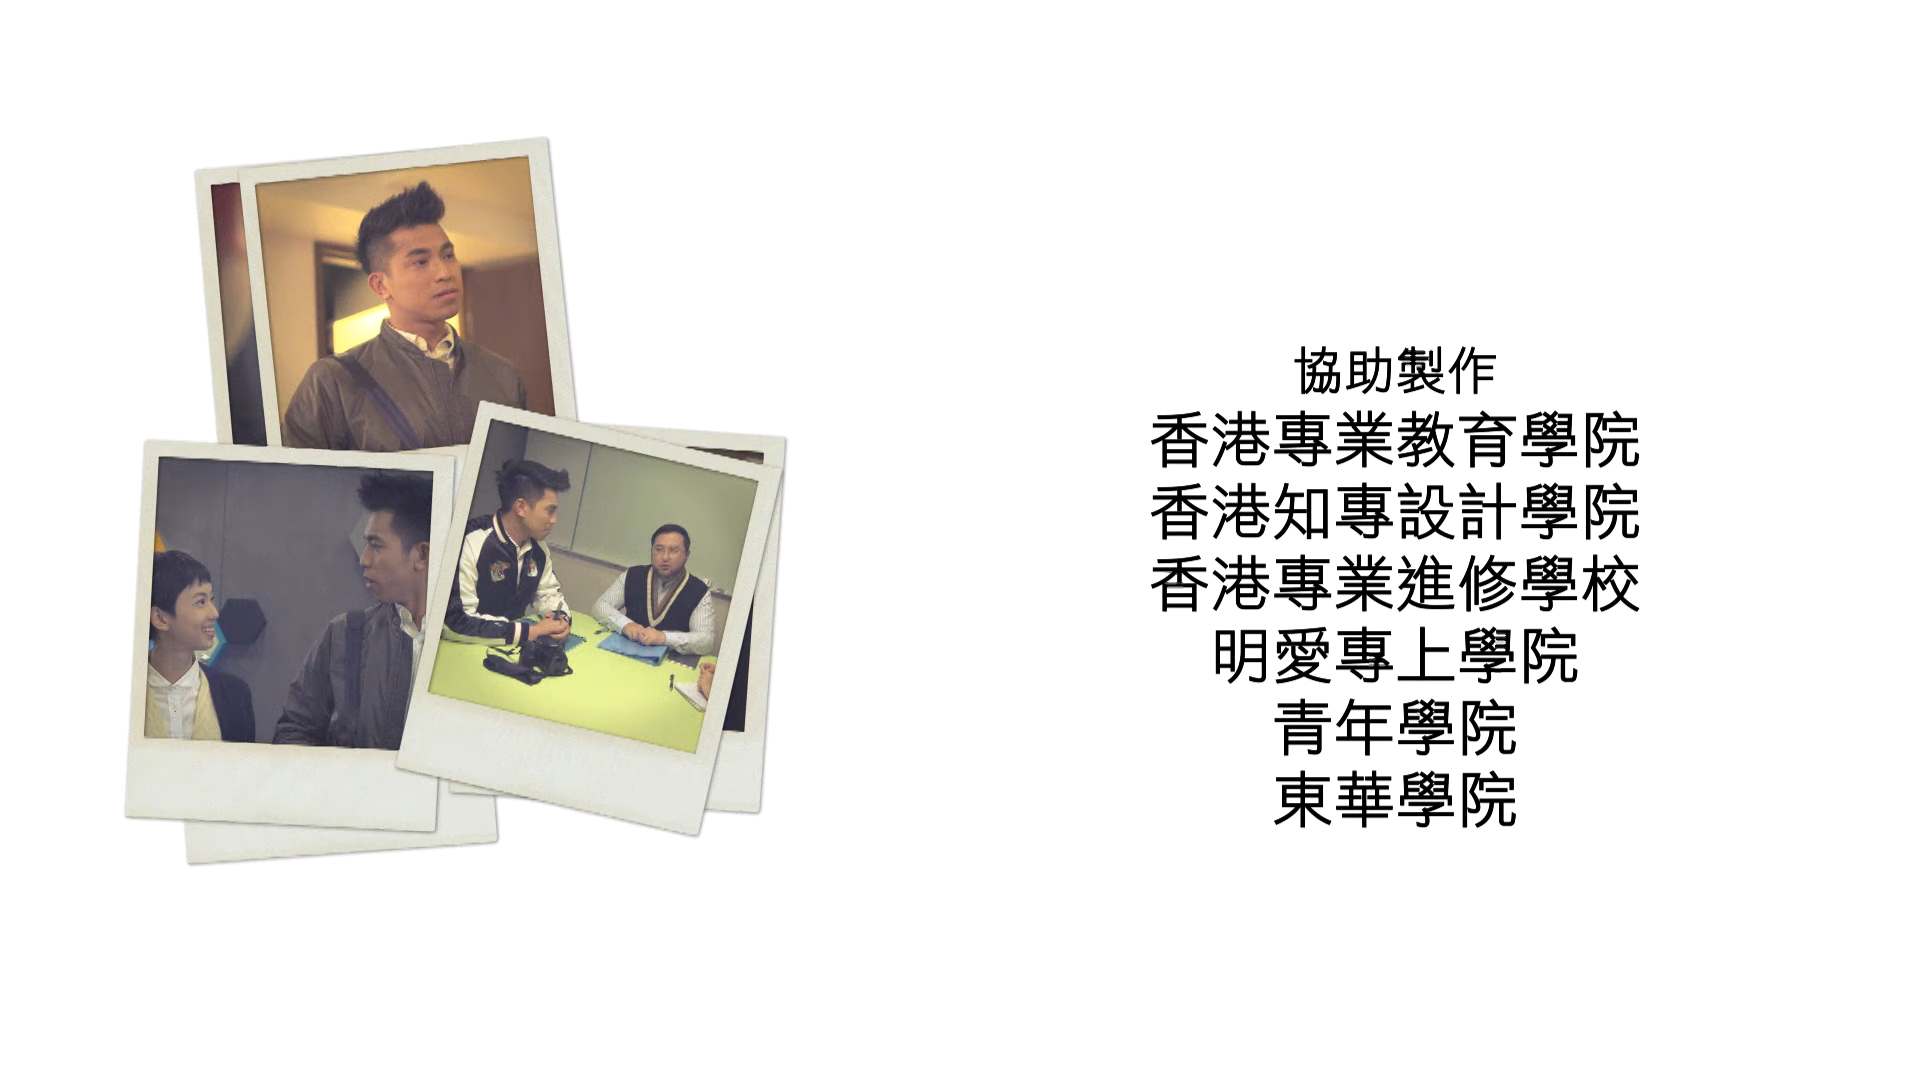 協助製作
香港專業教育學院
香港知專設計學院
香港專業進修學校
明愛專上學院
青年學院
東華學院